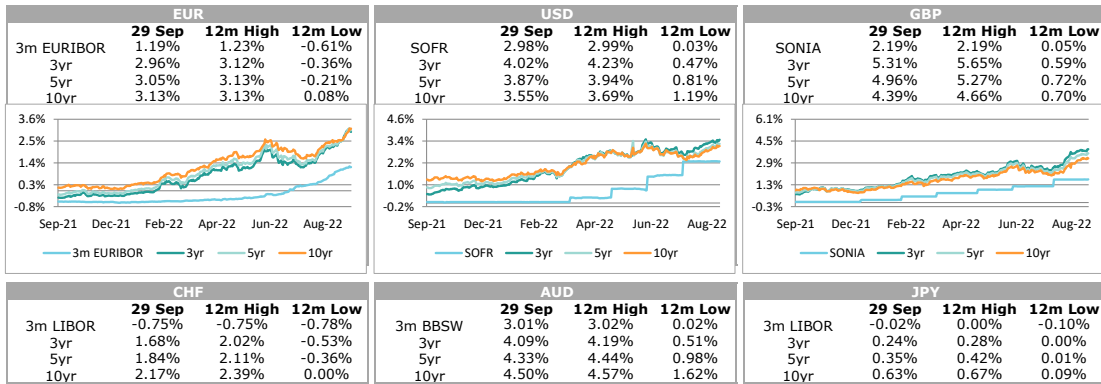 EUR
29 Sep 12m High 12m Low
3m EURIBOR 1.19% 1.23% -0.61%
3yr 2.96% 3.12% -0.36%
5yr 3.05% 3.13% -0.21%
10yr 3.13% 3.13% 0.08%
3.6%
2.5%
1.4%
0.3%
-0.8%
Sep-21 Dec-21 Feb-22 Apr-22 Jun-22 Aug-22
3m EURIBOR 3yr 5yr 10yr
USD
29 Sep 12m High 12m Low
SOFR 2.98% 2.99% 0.03%
3yr 4.02% 4.23% 0.47%
5yr 3.87% 3.94% 0.81%
10yr 3.55% 3.69% 1.19%
4.6%
3.4%
2.2%
1.0%
-0.2%
Sep-21 Dec-21 Feb-22 Apr-22 Jun-22 Aug-22
SOFR 3yr 5yr 10yr
GBP
29 Sep 12m High 12m Low
SONIA 2.19% 2.19% 0.05%
3yr 5.31% 5.65% 0.59%
5yr 4.96% 5.27% 0.72%
10yr 4.39% 4.66% 0.70%
6.1%
4.5%
2.9%
1.3%
-0.3%
Sep-21 Dec-21 Feb-22 Apr-22 Jun-22 Aug-22
SONIA 3yr 5yr 10yr
CHF
29 Sep 12m High 12m Low
3m LIBOR -0.75% -0.75% -0.78%
3yr 1.68% 2.02% -0.53%
5yr 1.84% 2.11% -0.36%
10yr 2.17% 2.39% 0.00%
AUD
29 Sep 12m High 12m Low
3m BBSW 3.01% 3.02% 0.02%
3yr 4.09% 4.19% 0.51%
5yr 4.33% 4.44% 0.98%
10yr 4.50% 4.57% 1.62%
JPY
29 Sep 12m High 12m Low
3m LIBOR -0.02% 0.00% -0.10%
3yr 0.24% 0.28% 0.00%
5yr 0.35% 0.42% 0.01%
10yr 0.63% 0.67% 0.09%